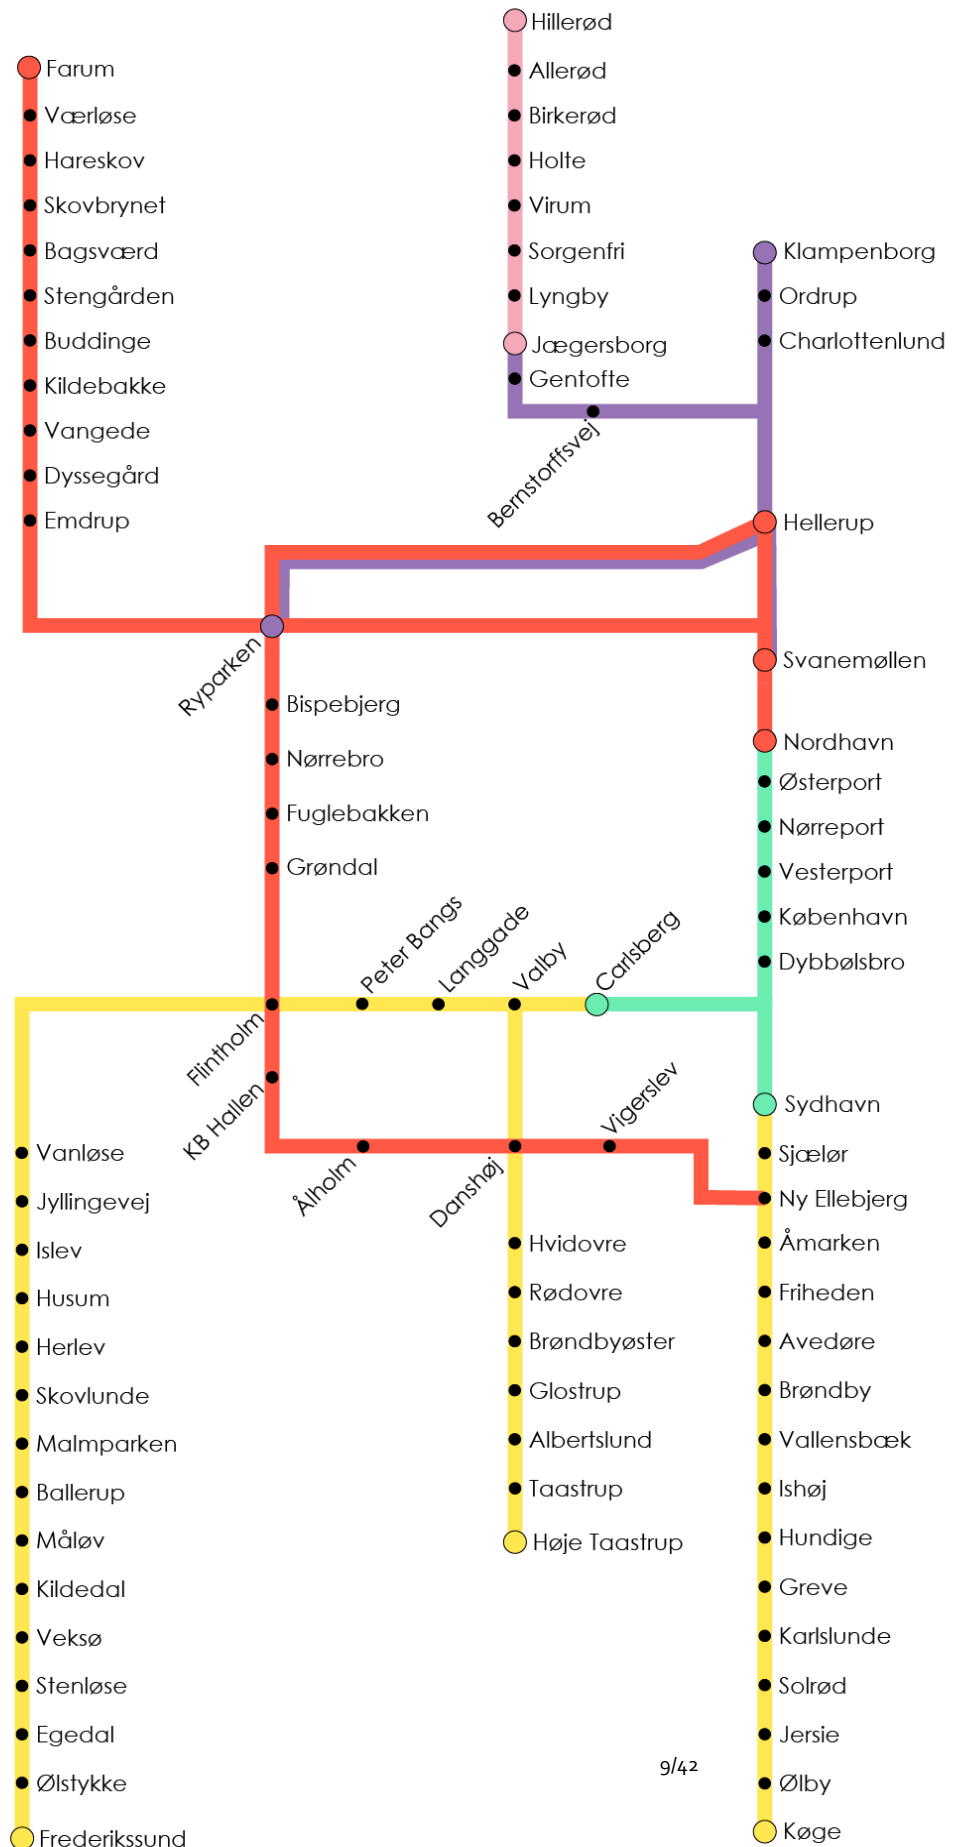 Hillerød
Allerød
Birkerød
Holte
Virum
Sorgenfri
Lyngby
Jægersborg
Gentofte
Bernstorffsvej
Farum
Værløse
Hareskov
Skovbrynet
Bagsværd
Stengården
Buddinge
Kildebakke
Vangede
Dyssegård
Emdrup
Klampenborg
Ordrup
Charlottenlund
Hellerup
Svanemøllen
Nordhavn
Østerport
Nørreport
Vesterport
København
Dybbølsbro
Ryparken
Bispebjerg
Nørrebro
Fuglebakken
Grøndal
Flintholm
Peter Bangs
Langgade
Valby
Carlsberg
KB Hallen
Ålholm
Danshøj
Vigerslev
Sydhavn
Sjælør
Ny Ellebjerg
Åmarken
Friheden
Avedøre
Brøndby
Vallensbæk
Ishøj
Hundige
Greve
Karlslunde
Solrød
Jersie
Ølby
Køge
Hvidovre
Rødovre
Brøndbyøster
Glostrup
Albertslund
Taastrup
Høje Taastrup
Vanløse
Jyllingevej
Islev
Husum
Herlev
Skovlunde
Malmparken
Ballerup
Måløv
Kildedal
Veksø
Stenløse
Egedal
Ølstykke
Frederikssund
9/42